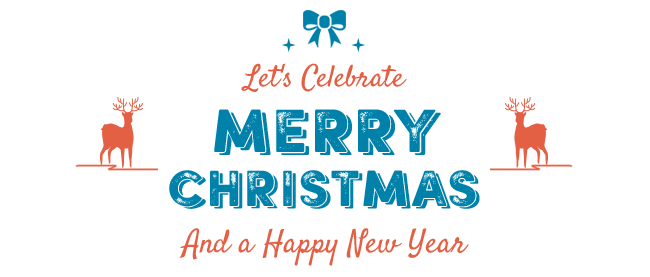 Let's Celebrate
MERRY
CHRISTMAS
And a Happy New Year